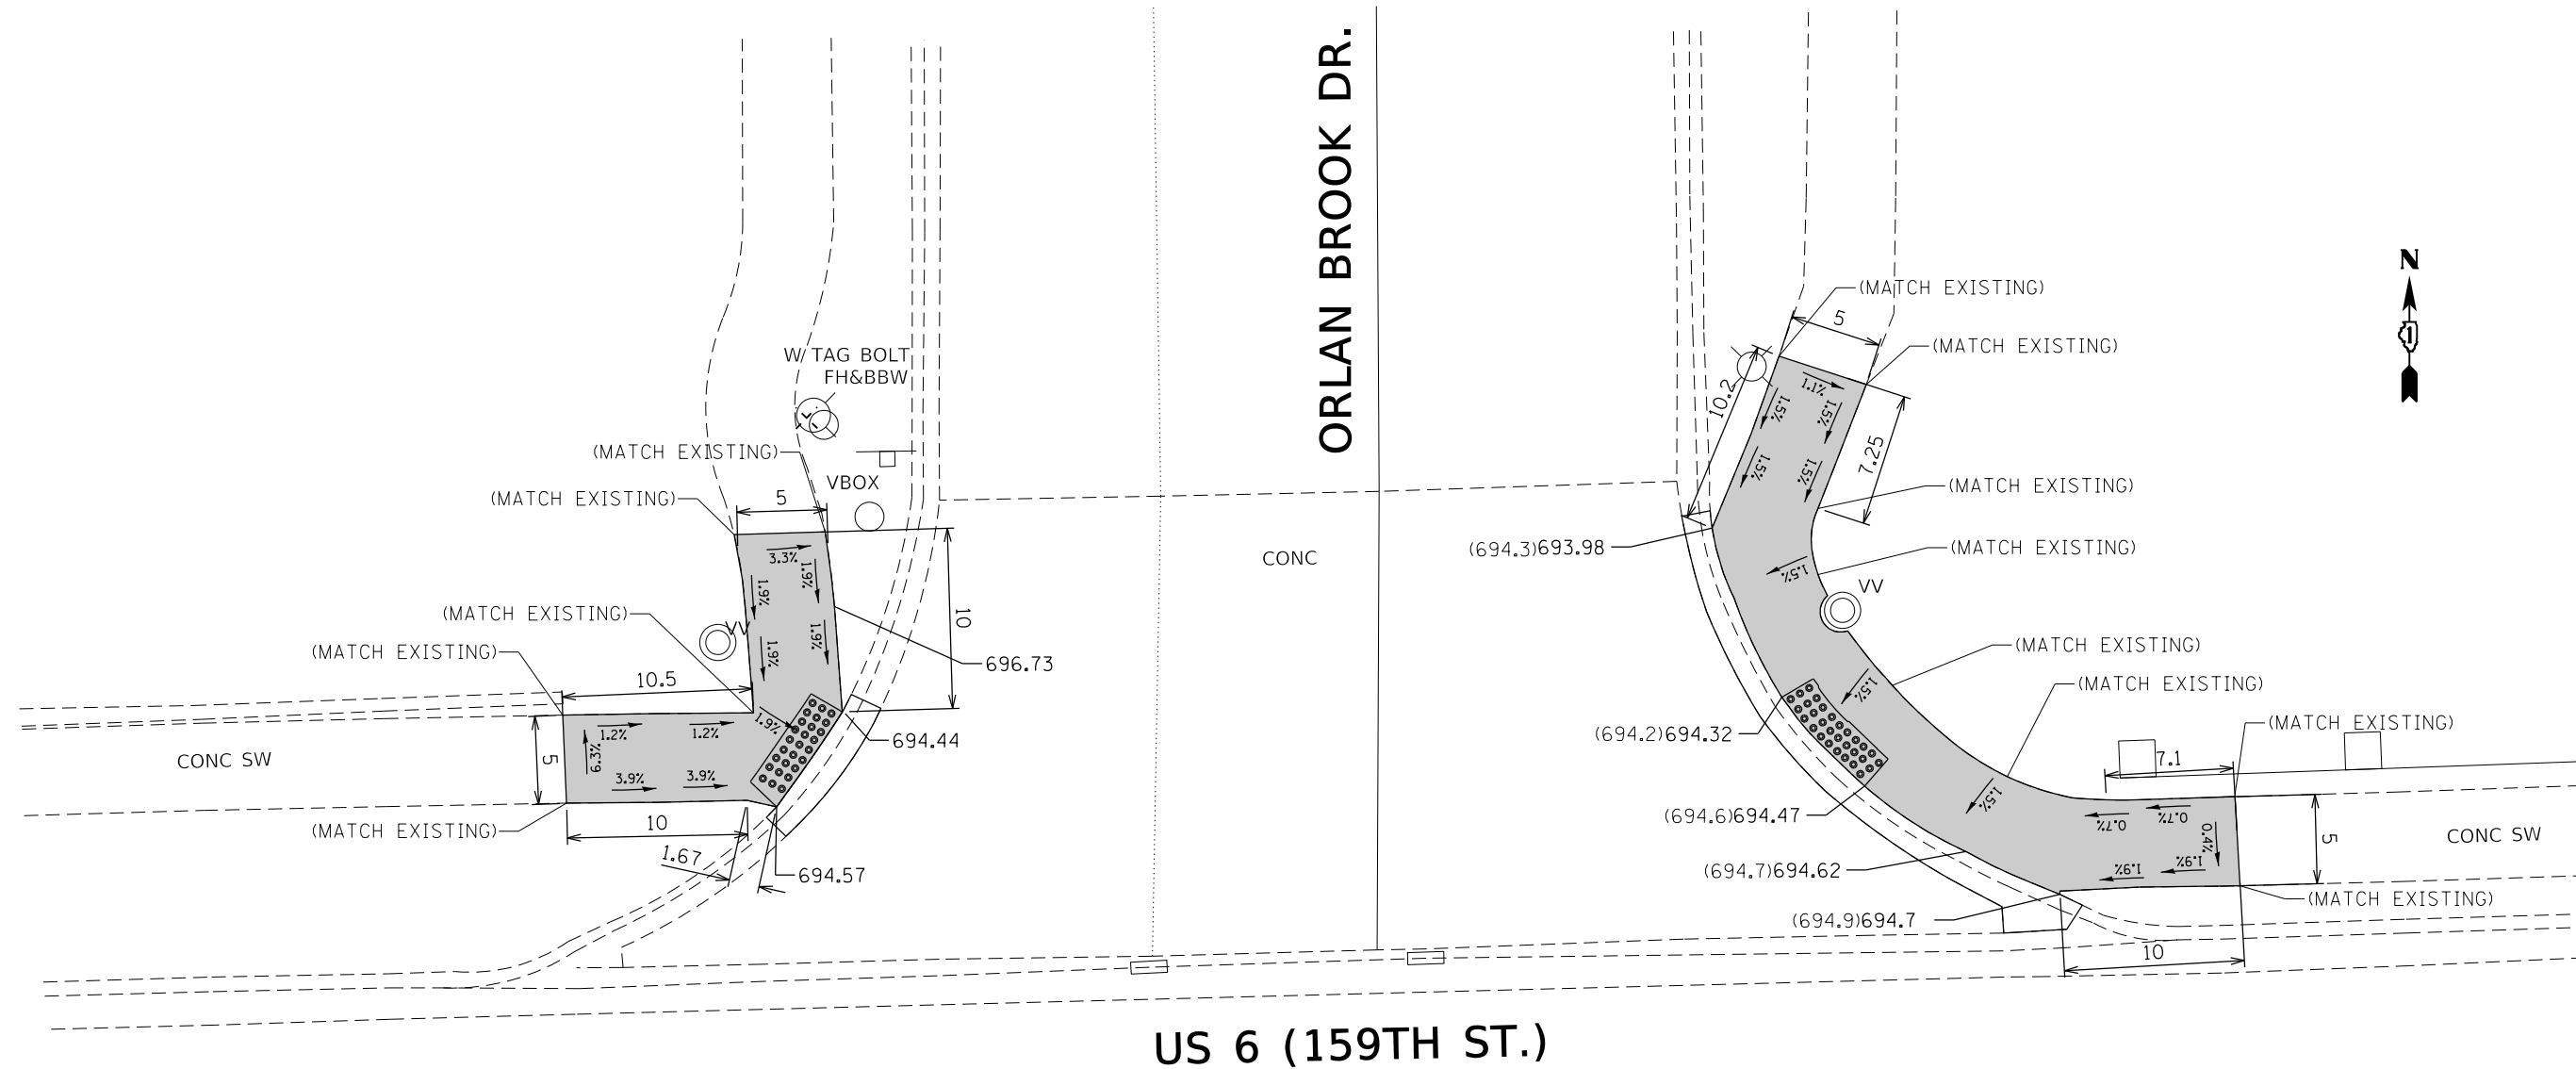 ORLAN BROOK DR.
N
1
W/ TAG BOLT
FH&BBW
(MATCH EXISTING)
VBOX
(MATCH EXISTING)
5
3.3%
1.9%
1.9%
1.9%
1.9%
10
(MATCH EXISTING)
VV
(MATCH EXISTING)
10.5
696.73
1.2%
1.2%
1.9%
694.44
CONC SW
5
6.3%
3.9%
3.9%
(MATCH EXISTING)
10
1.67
694.57
CONC
(MATCH EXISTING)
5
(MATCH EXISTING)
10.2
1.1%
1.5%
1.5%
1.5%
1.5%
7.25
(MATCH EXISTING)
(694.3)693.98
(MATCH EXISTING)
1.5%
VV
(MATCH EXISTING)
1.5%
(MATCH EXISTING)
(694.2)694.32
(MATCH EXISTING)
7.1
1.5%
(694.6)694.47
0.7%
0.7%
0.4%
5
CONC SW
(694.7)694.62
1.9%
1.9%
(MATCH EXISTING)
(694.9)694.7
10
US 6 (159TH ST.)